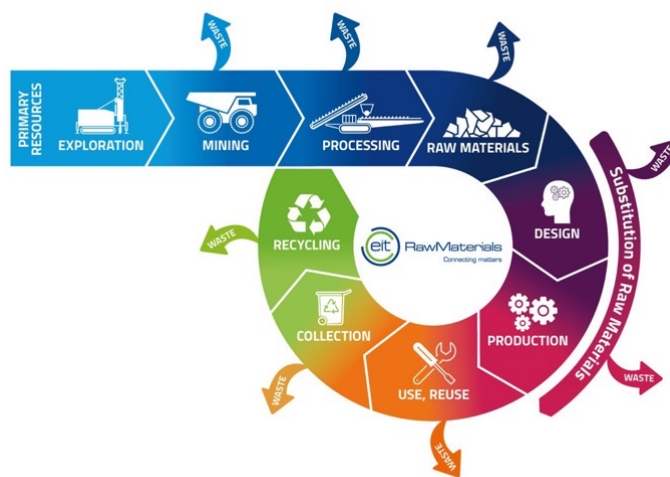 PRIMARY
RESOURCES
EXPLORATION
MINING
PROCESSING
RAW MATERIALS
DESIGN
PRODUCTION
USE, REUSE
COLLECTION
RECYCLING
WASTE
WASTE
WASTE
WASTE
WASTE
WASTE
WASTE
WASTE
Substitution of Raw Materials
eit RawMaterials
Connecting matters